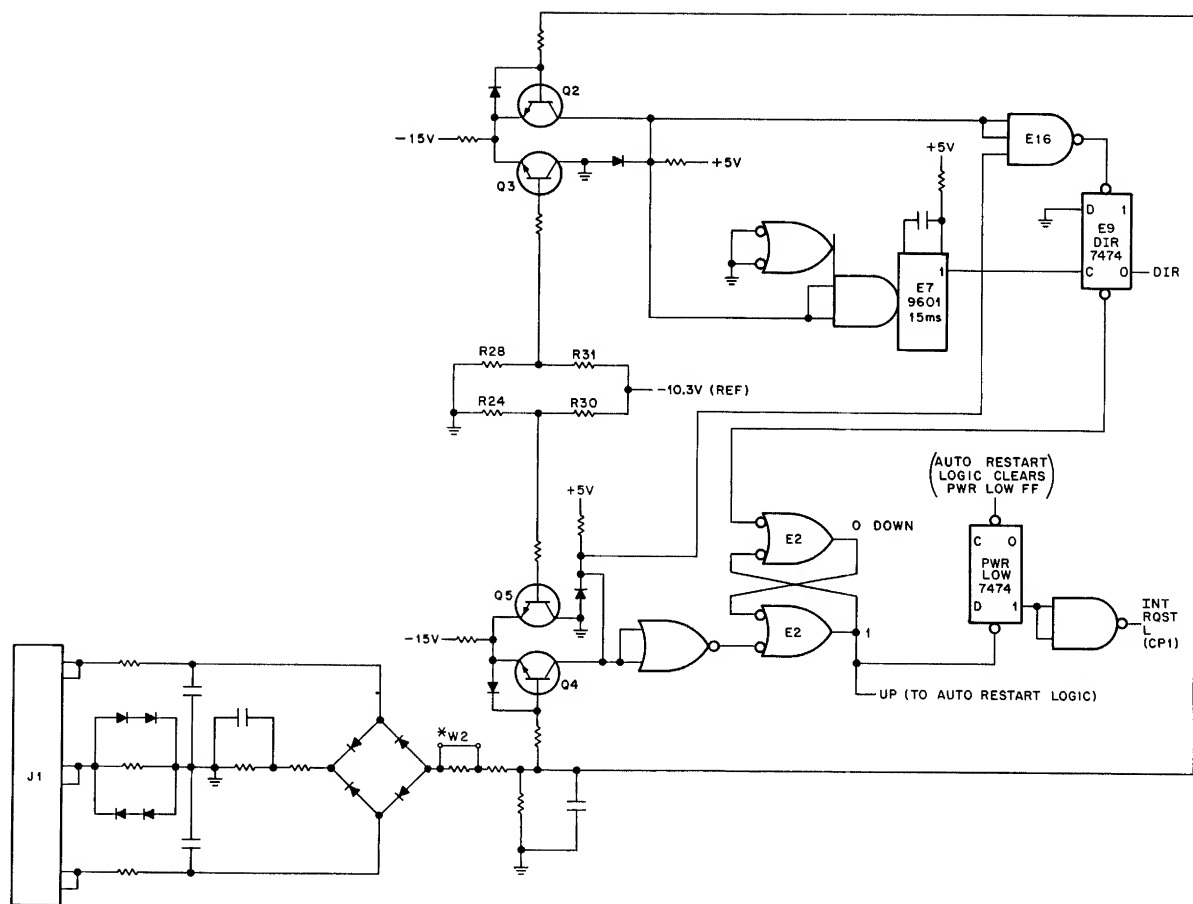 Q2
-15V
Q3
+5V
E16
+5V
D 1
E9
DIR
7474
C 0
DIR
1
E7
9601
15ms
R28
R31
-10.3V (REF)
R24
R30
+5V
(AUTO RESTART
LOGIC CLEARS
PWR LOW FF)
E2
O DOWN
C 0
PWR
LOW
7474
D 1
INT
RQST
L
(CP1)
Q5
-15V
E2
1
Q4
UP (TO AUTO RESTART LOGIC)
*W2
J1